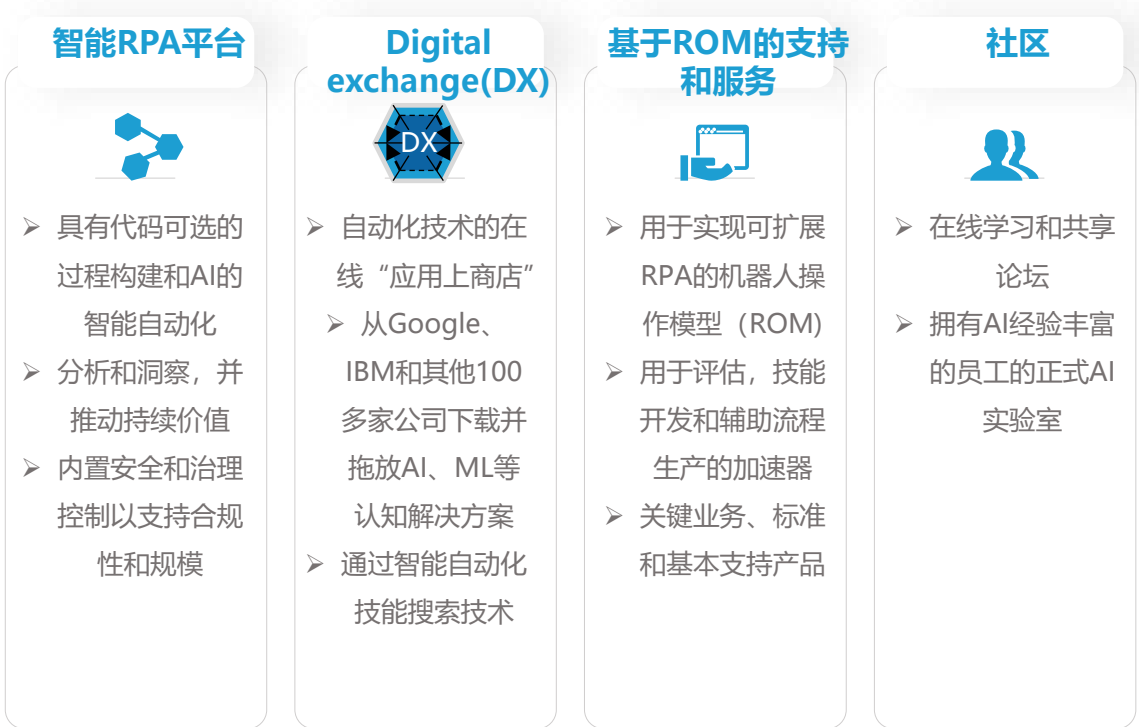 智能RPA平台
➢ 具有代码可选的
过程构建和AI的
智能自动化
➢ 分析和洞察，并
推动持续价值
➢ 内置安全和治理
控制以支持合规
性和规模
Digital
exchange(DX)
DX
➢ 自动化技术的在
线“应用上商店”
➢ 从Google、
IBM和其他100
多家公司下载并
拖放AI、ML等
认知解决方案
➢ 通过智能自动化
技能搜索技术
基于ROM的支持
和服务
➢ 用于实现可扩展
RPA的机器人操
作模型（ROM)
➢ 用于评估，技能
开发和辅助流程
生产的加速器
➢ 关键业务、标准
和基本支持产品
社区
➢ 在线学习和共享
论坛
➢ 拥有AI经验丰富
的员工的正式AI
实验室